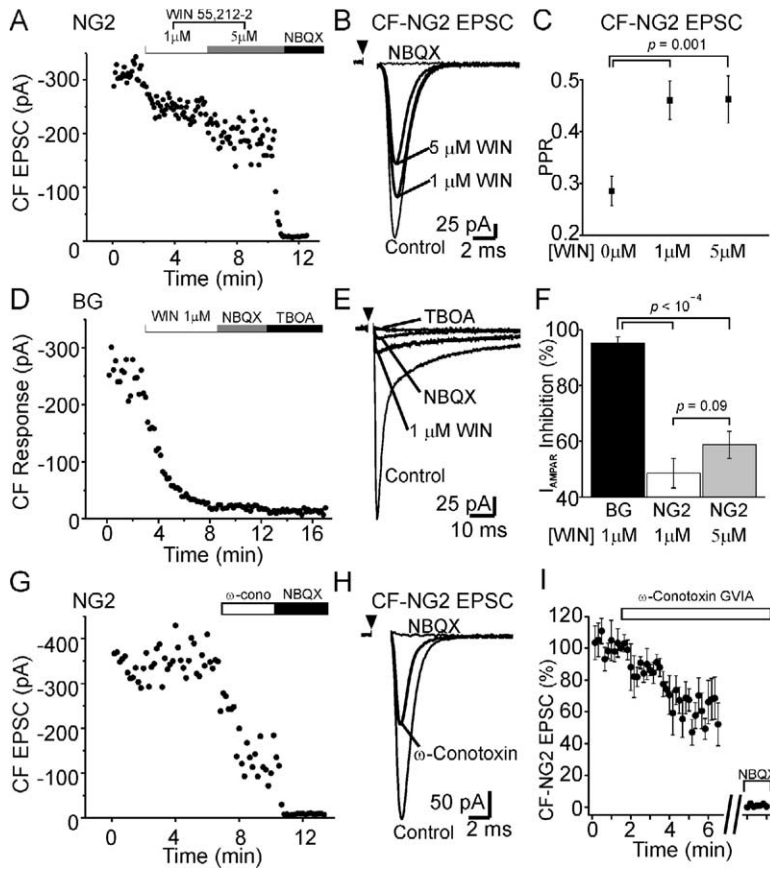 A
NG2
WIN 55,212-2
1μM
5μM
NBQX
CF EPSC (pA)
-300
-200
-100
0
0
4
8
12
Time (min)
B
CF-NG2 EPSC
NBQX
5 μM WIN
1 μM WIN
Control
25 pA
2 ms
C
CF-NG2 EPSC
p = 0.001
PPR
0.5
0.4
0.3
0.2
[WIN]
0μM
1μM
5μM
D
BG
WIN 1μM
NBQX
TBOA
CF Response (pA)
-300
-200
-100
0
0
4
8
12
16
Time (min)
E
TBOA
NBQX
1 μM WIN
Control
25 pA
10 ms
F
p < 10⁻⁴
p = 0.09
I AMPAR Inhibition (%)
100
80
60
40
BG
NG2
NG2
[WIN]
1μM
1μM
5μM
G
NG2
ω-cono
NBQX
CF EPSC (pA)
-400
-300
-200
-100
0
0
4
8
12
Time (min)
H
CF-NG2 EPSC
NBQX
ω-Conotoxin
Control
50 pA
2 ms
I
ω-Conotoxin GVIA
CF-NG2 EPSC (%)
120
100
80
60
40
20
0
NBQX
0
2
4
6
Time (min)